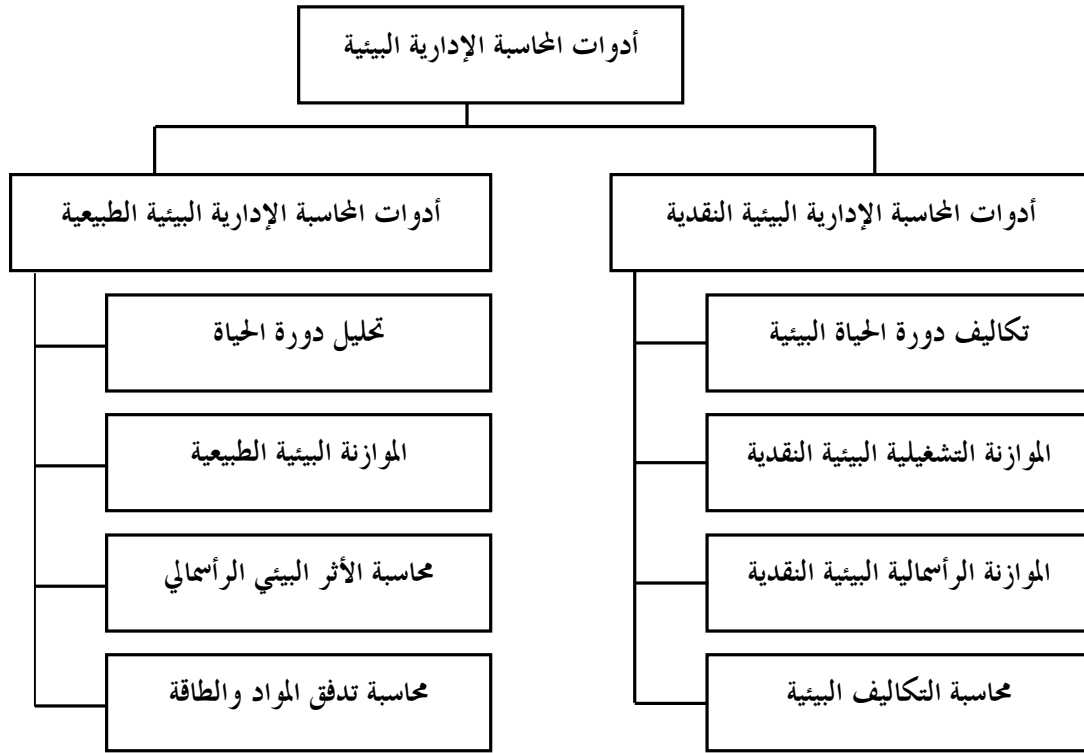 أدوات المحاسبة الإدارية البيئية
أدوات المحاسبة الإدارية البيئية النقدية
تكاليف دورة الحياة البيئية
الموازنة التشغيلية البيئية النقدية
الموازنة الرأسمالية البيئية النقدية
محاسبة التكاليف البيئية
أدوات المحاسبة الإدارية البيئية الطبيعية
تحليل دورة الحياة
الموازنة البيئية الطبيعية
محاسبة الأثر البيئي الرأسمالي
محاسبة تدفق المواد والطاقة